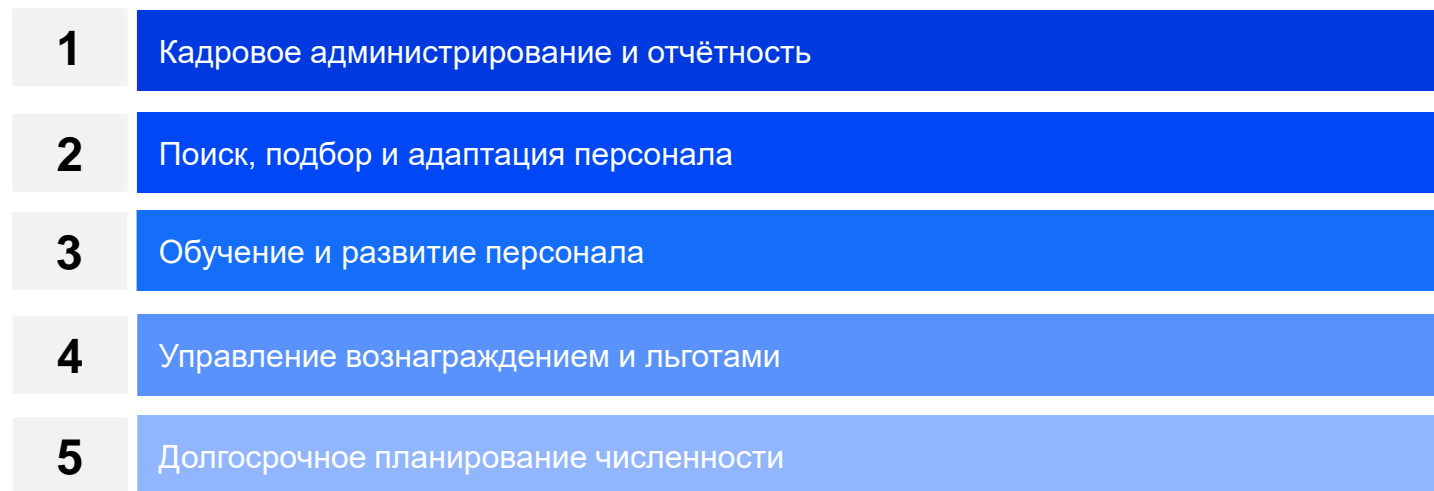 1 Кадровое администрирование и отчётность
2 Поиск, подбор и адаптация персонала
3 Обучение и развитие персонала
4 Управление вознаграждением и льготами
5 Долгосрочное планирование численности